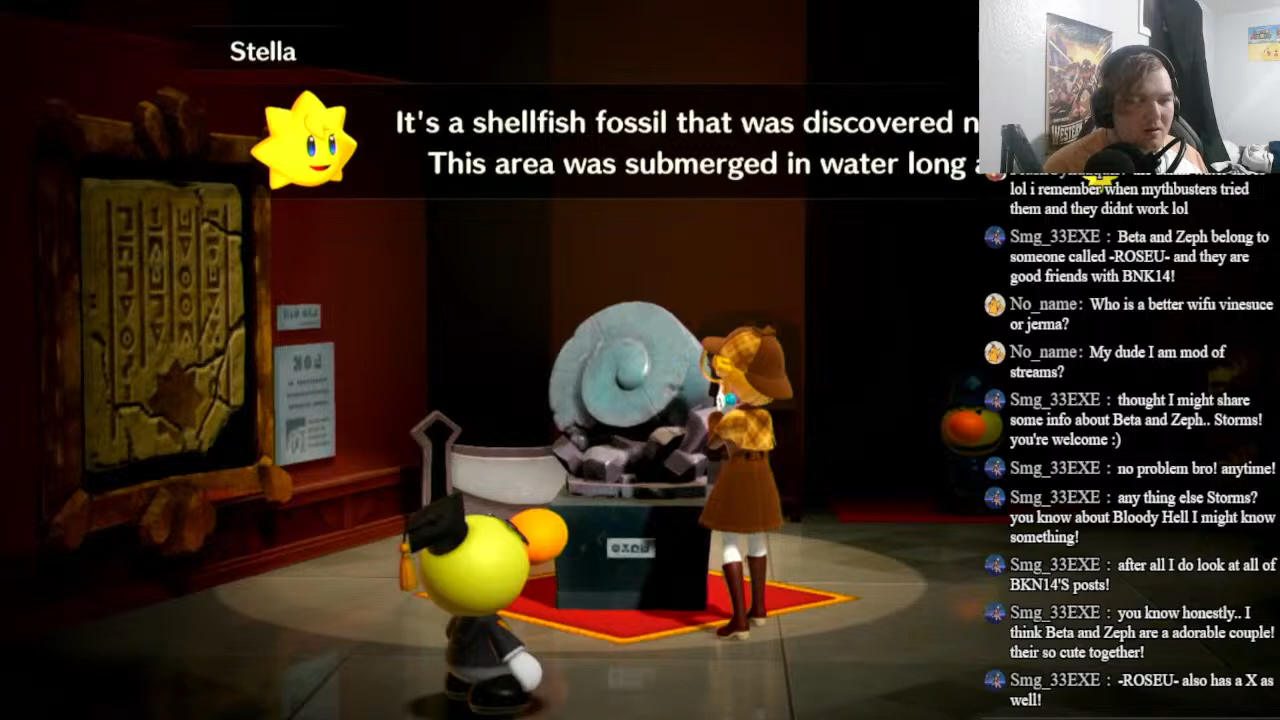 Stella
It's a shellfish fossil that was discovered n
This area was submerged in water long a
lol i remember when mythbusters tried
them and they didnt work lol
Smg_33EXE : Beta and Zeph belong to
someone called -ROSEU- and they are
good friends with BNK14!
No_name: Who is a better wifu vinesuce
or jerma?
No_name: My dude I am mod of
streams?
Smg_33EXE : thought I might share
some info about Beta and Zeph.. Storms!
you're welcome :)
Smg_33EXE : no problem bro! anytime!
Smg_33EXE : any thing else Storms?
you know about Bloody Hell I might know
something!
Smg_33EXE : after all I do look at all of
BKN14'S posts!
Smg_33EXE : you know honestly.. I
think Beta and Zeph are a adorable couple!
their so cute together!
Smg_33EXE : -ROSEU- also has a X as
well!